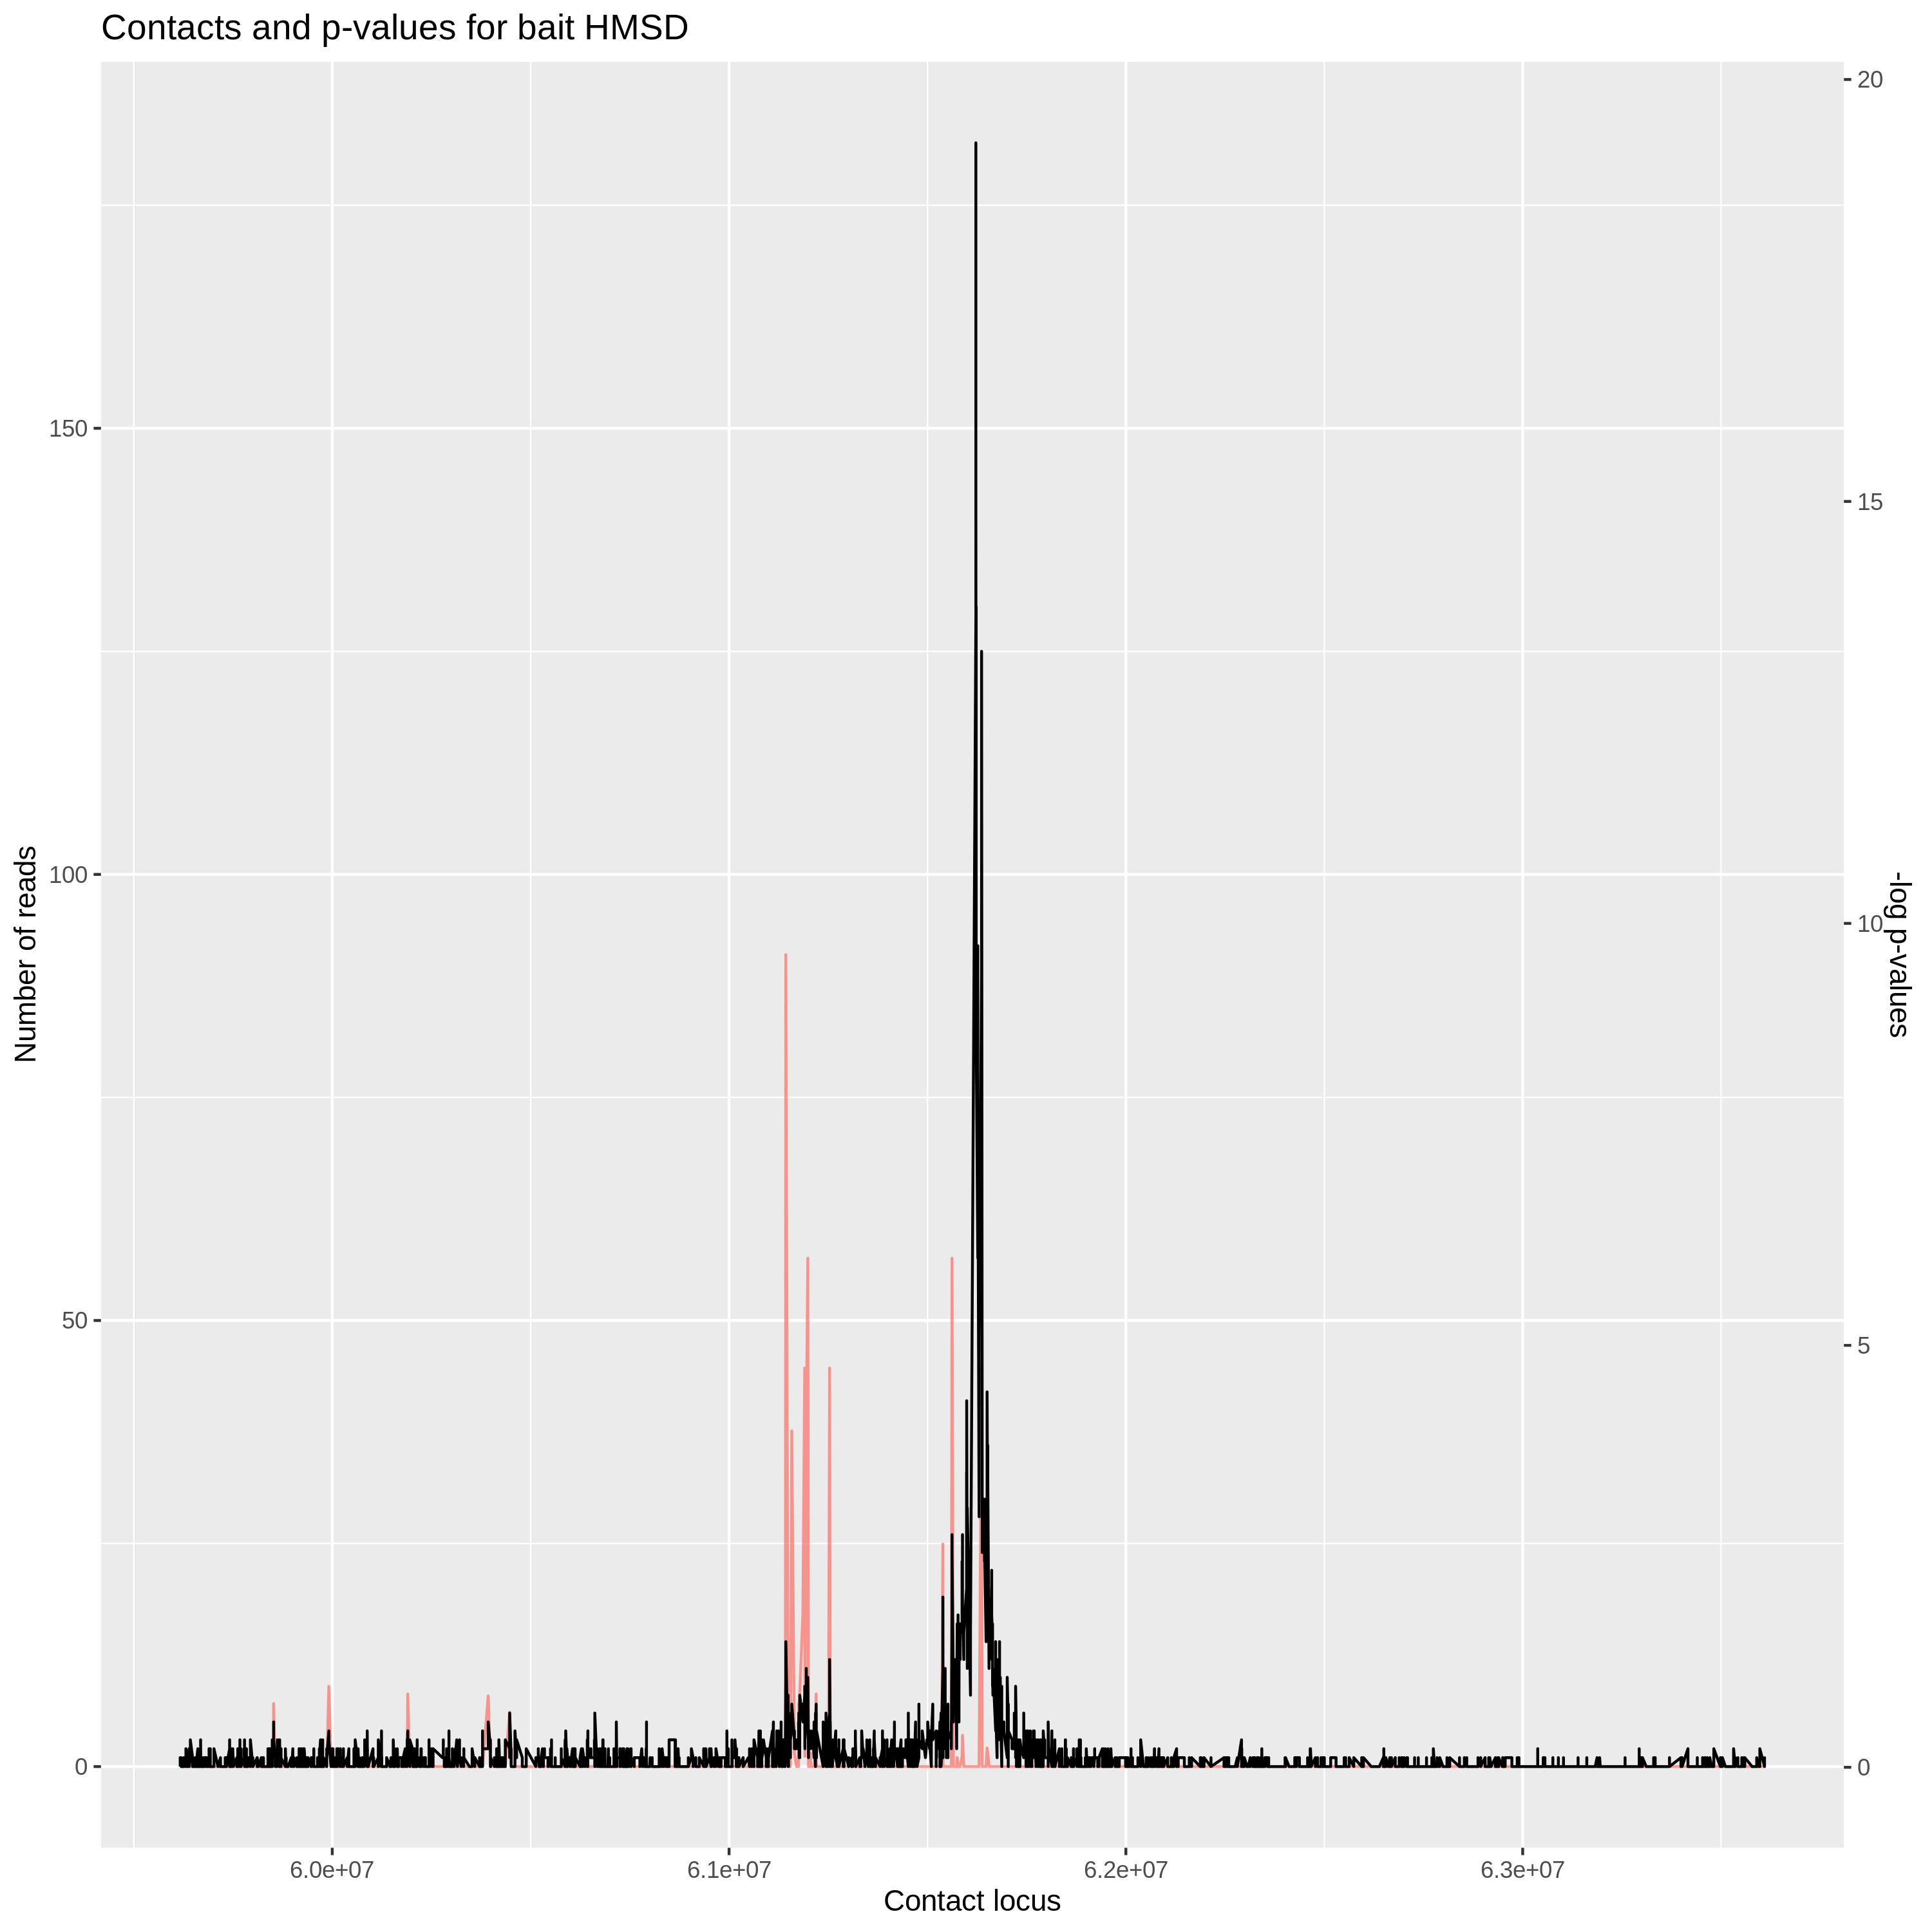 Contacts and p-values for bait HMSD
20
150
15
100
10
50
5
0
0
Number of reads
-log p-values
6.0e+07
6.1e+07
6.2e+07
6.3e+07
Contact locus